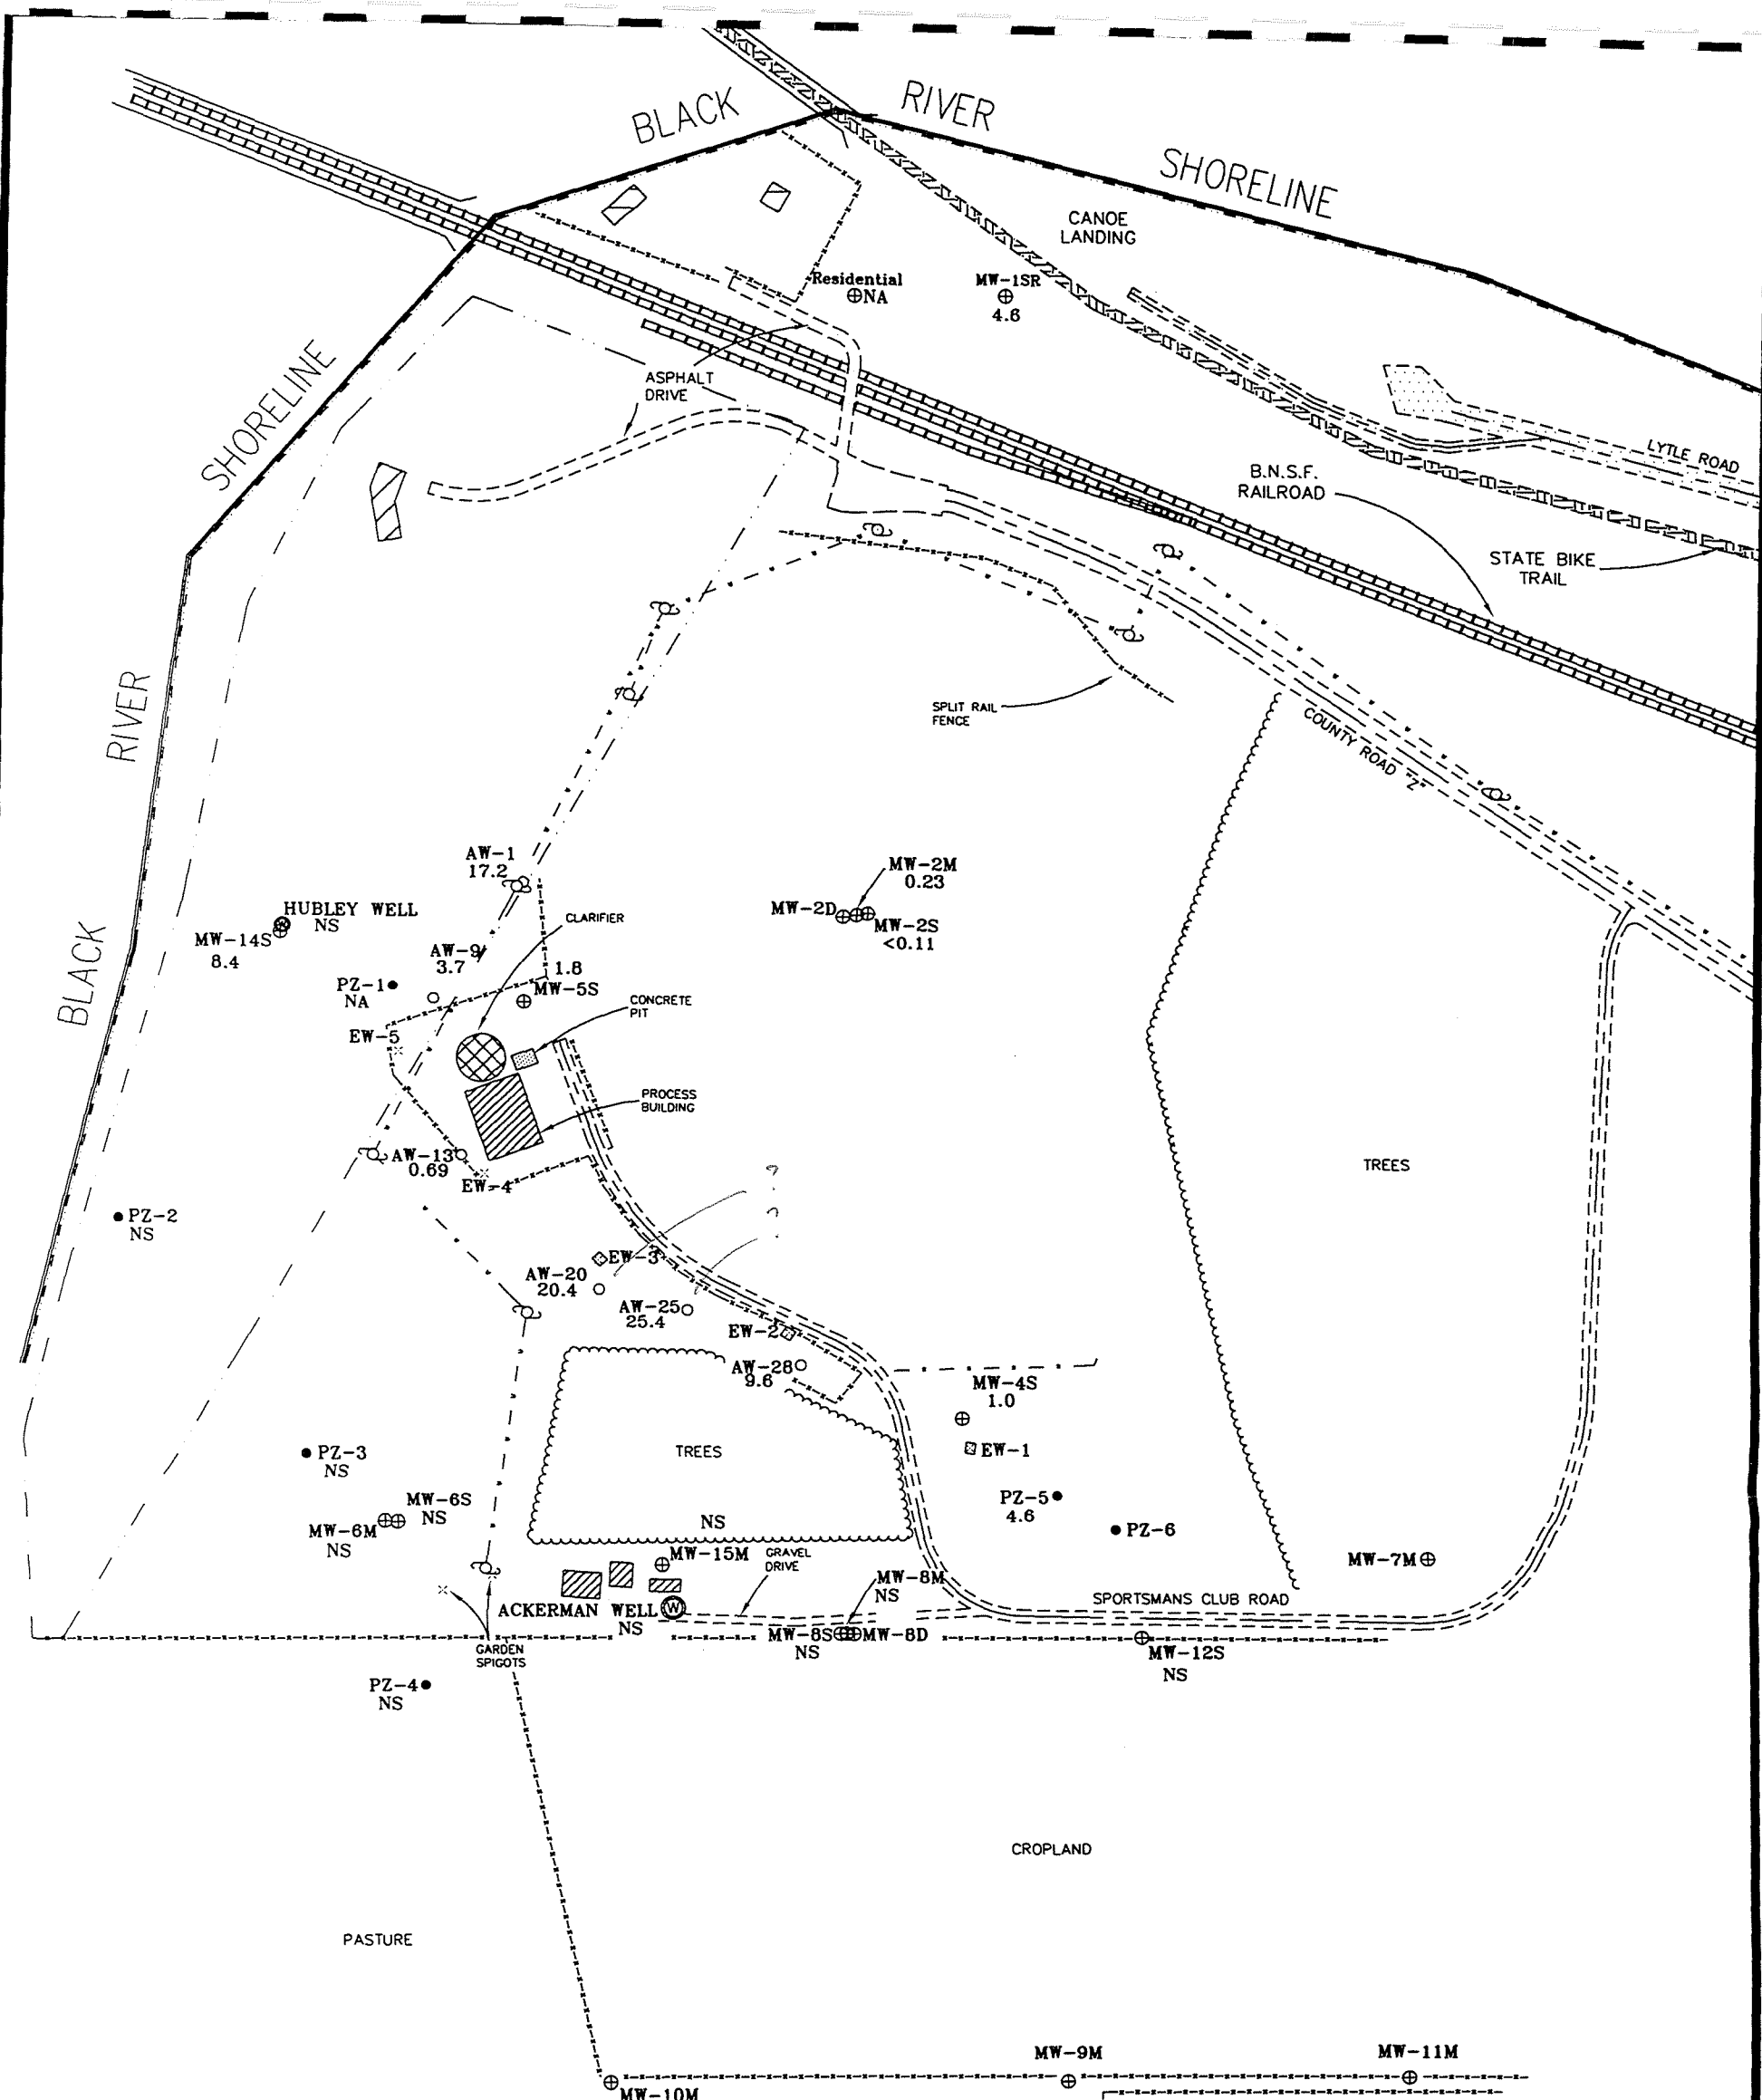 BLACK
RIVER
SHORELINE
CANOE
LANDING
Residential
NA
MW-1SR
4.6
ASPHALT
DRIVE
SHORELINE
LYTLE ROAD
B.N.S.F.
RAILROAD
STATE BIKE
TRAIL
RIVER
SPLIT RAIL
FENCE
COUNTY ROAD "Z"
AW-1
17.2
MW-2M
0.23
HUBLEY WELL
NS
CLARIFIER
MW-2D
MW-2S
<0.11
MW-14S
8.4
AW-9
3.7
BLACK
PZ-1
NA
1.8
MW-5S
CONCRETE
PIT
EW-5
PROCESS
BUILDING
AW-13
0.69
EW-4
TREES
PZ-2
NS
EW-3
AW-20
20.4
AW-25
25.4
EW-2
AW-28
9.6
MW-4S
1.0
PZ-3
NS
TREES
EW-1
MW-6S
NS
MW-6M
NS
NS
PZ-5
4.6
PZ-6
MW-15M
GRAVEL
DRIVE
MW-7M
MW-8M
NS
SPORTSMANS CLUB ROAD
ACKERMAN WELL
W
NS
MW-8S
NS
MW-8D
GARDEN
SPIGOTS
MW-12S
NS
PZ-4
NS
CROPLAND
PASTURE
MW-9M
MW-11M
MW-10M